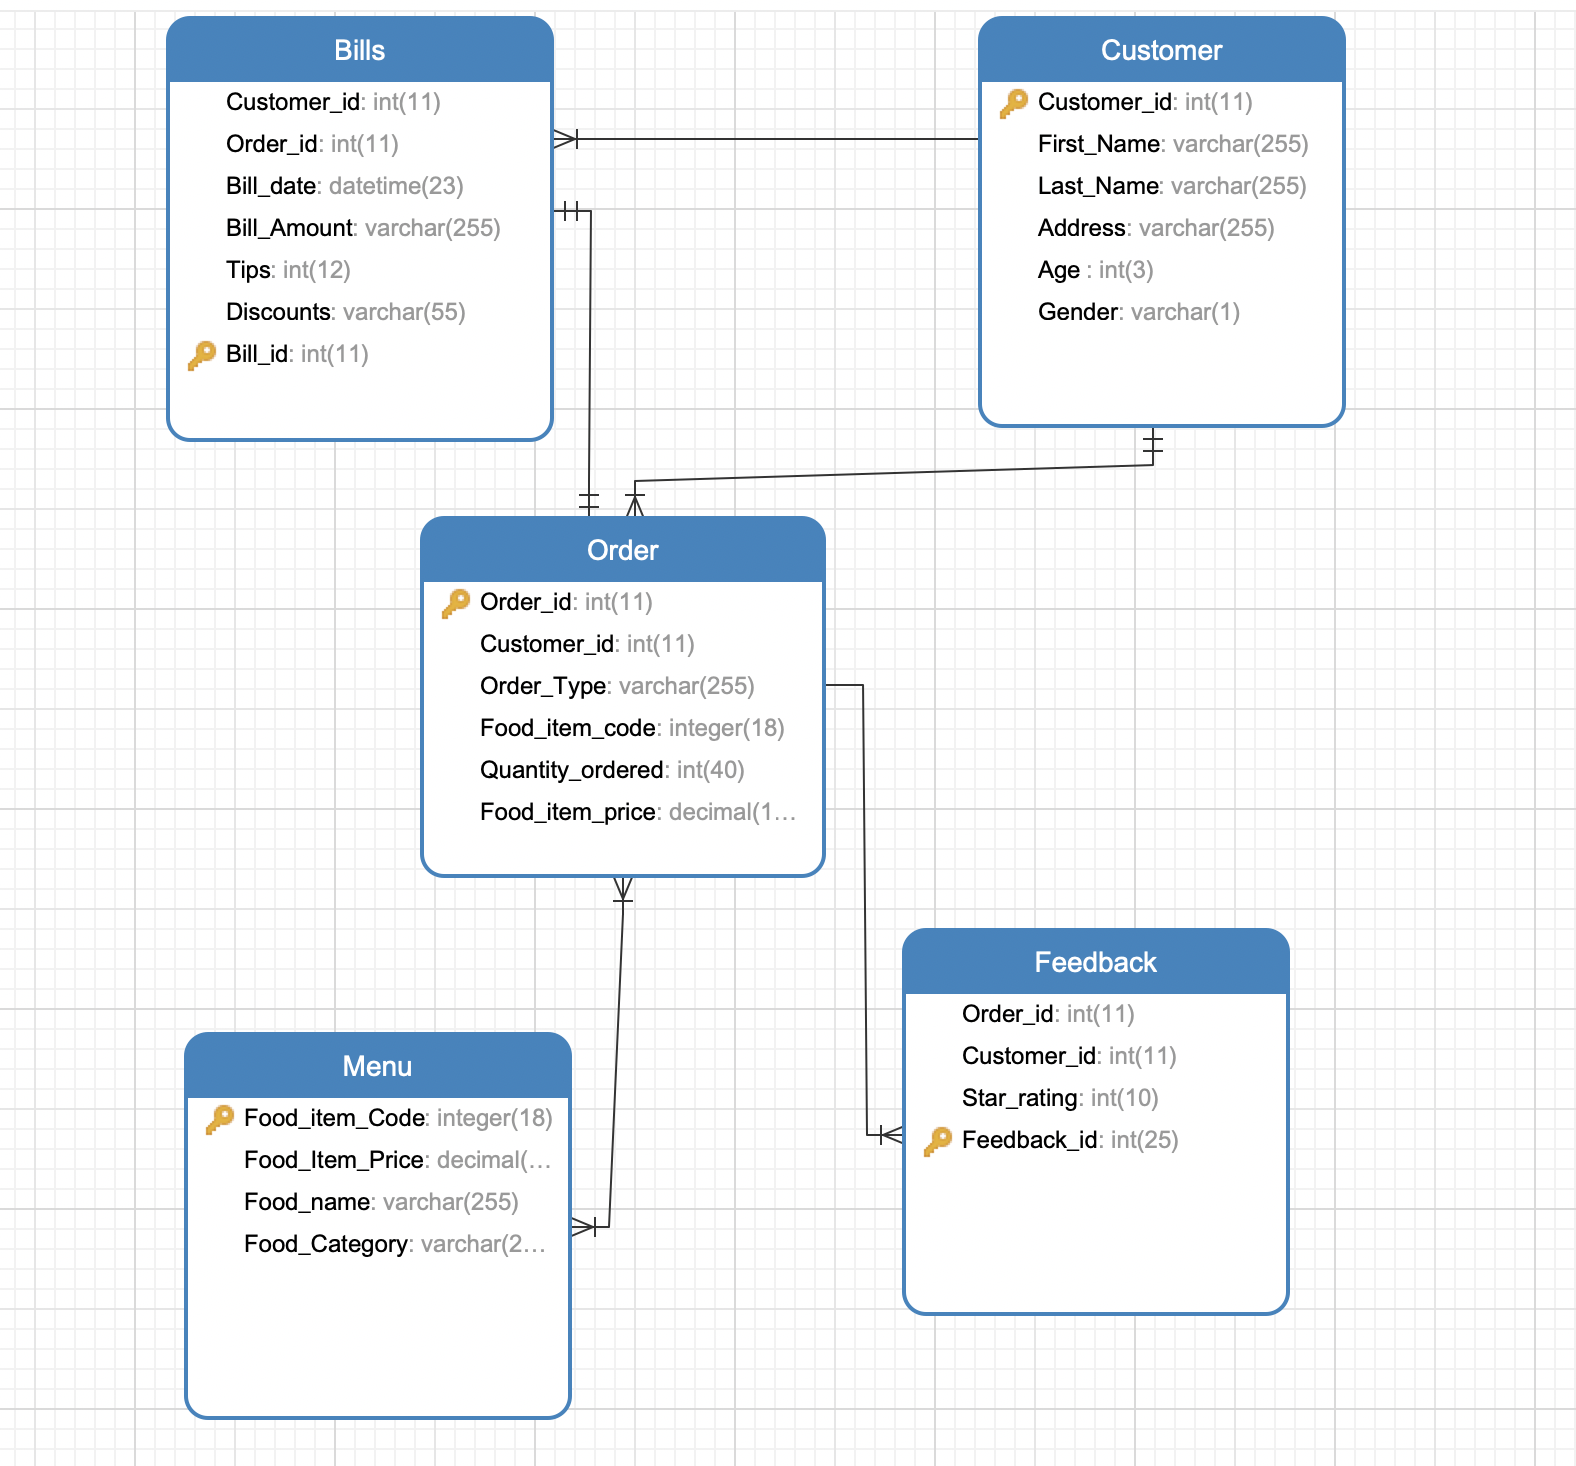 Bills
Customer_id: int(11)
Order_id: int(11)
Bill_date: datetime(23)
Bill_Amount: varchar(255)
Tips: int(12)
Discounts: varchar(55)
Bill_id: int(11)
Customer
Customer_id: int(11)
First_Name: varchar(255)
Last_Name: varchar(255)
Address: varchar(255)
Age : int(3)
Gender: varchar(1)
Order
Order_id: int(11)
Customer_id: int(11)
Order_Type: varchar(255)
Food_item_code: integer(18)
Quantity_ordered: int(40)
Food_item_price: decimal(1...
Feedback
Order_id: int(11)
Customer_id: int(11)
Star_rating: int(10)
Feedback_id: int(25)
Menu
Food_item_Code: integer(18)
Food_Item_Price: decimal(...
Food_name: varchar(255)
Food_Category: varchar(2...